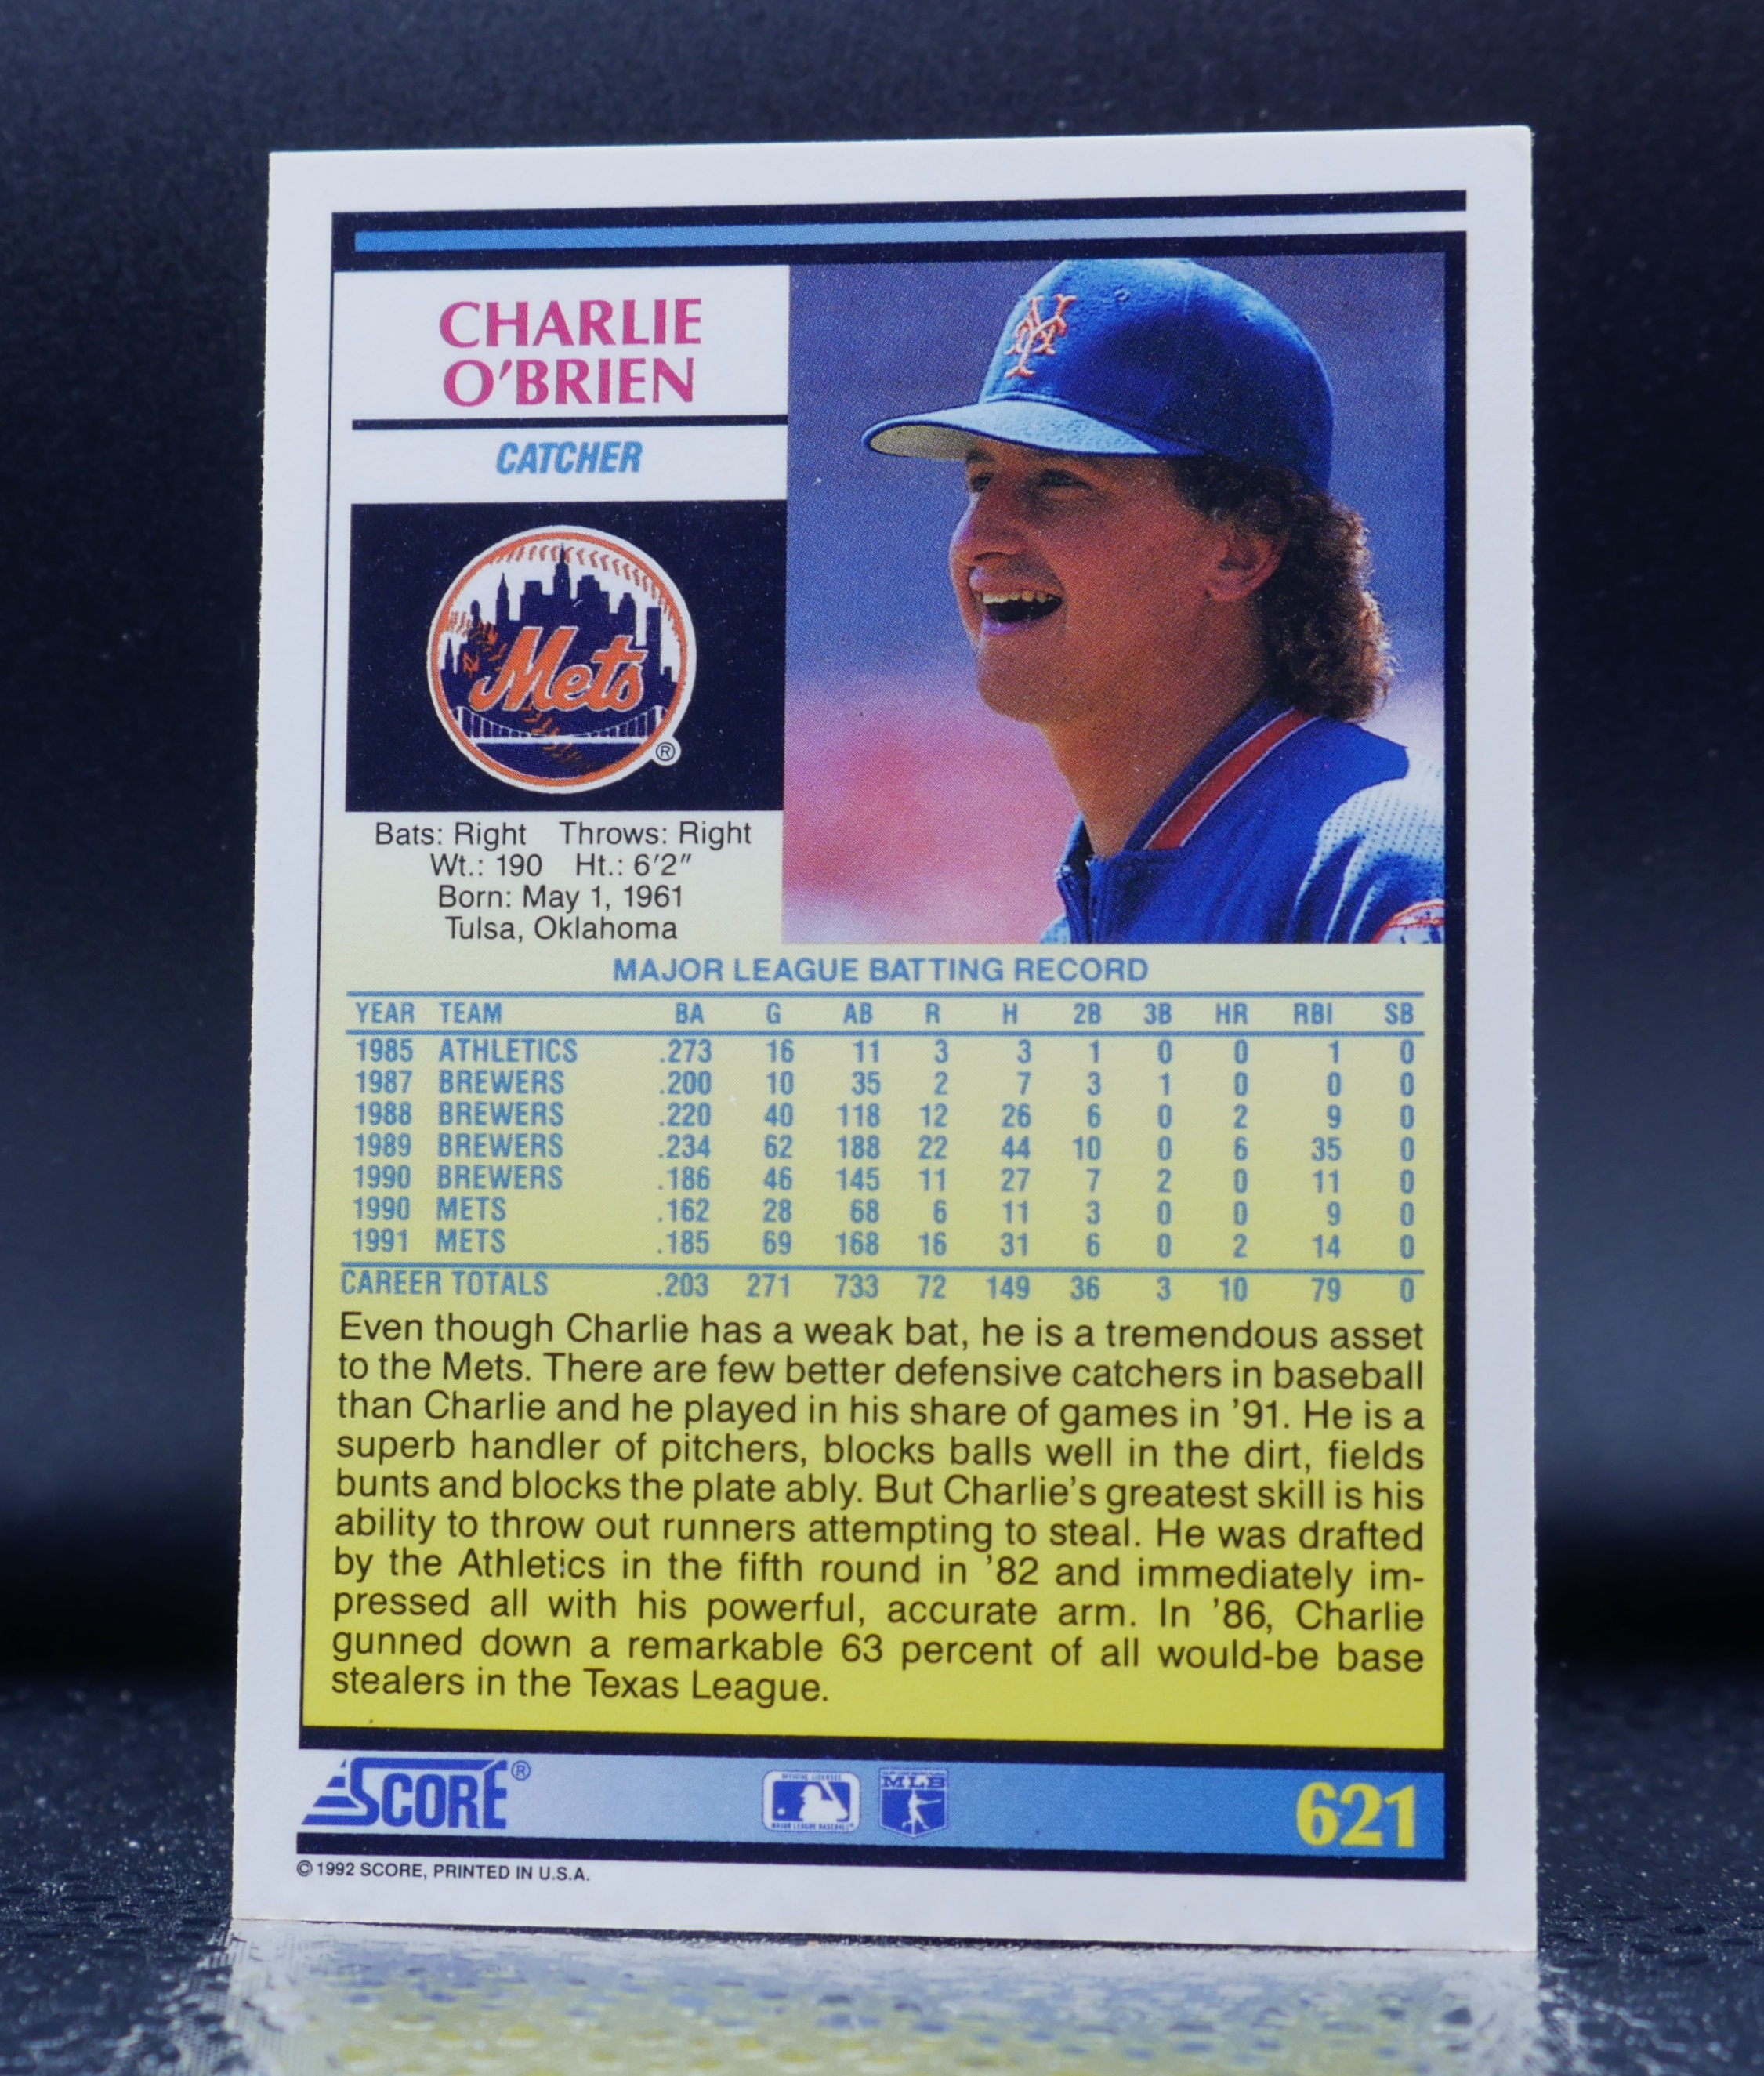 CHARLIE
O'BRIEN
CATCHER
NY
Mets
®
Bats: Right Throws: Right
Wt.: 190 Ht.: 6'2"
Born: May 1, 1961
Tulsa, Oklahoma
MAJOR LEAGUE BATTING RECORD
YEAR TEAM BA G AB R H 2B 3B HR RBI SB
1985 ATHLETICS .273 16 11 3 3 1 0 0 1 0
1987 BREWERS .200 10 35 2 7 3 1 0 0 0
1988 BREWERS .220 40 118 12 26 6 0 2 9 0
1989 BREWERS .234 62 188 22 44 10 0 6 35 0
1990 BREWERS .186 46 145 11 27 7 2 0 11 0
1990 METS .162 28 68 6 11 3 0 0 9 0
1991 METS .185 69 168 16 31 6 0 2 14 0
CAREER TOTALS .203 271 733 72 149 36 3 10 79 0
Even though Charlie has a weak bat, he is a tremendous asset
to the Mets. There are few better defensive catchers in baseball
than Charlie and he played in his share of games in '91. He is a
superb handler of pitchers, blocks balls well in the dirt, fields
bunts and blocks the plate ably. But Charlie's greatest skill is his
ability to throw out runners attempting to steal. He was drafted
by the Athletics in the fifth round in '82 and immediately im-
pressed all with his powerful, accurate arm. In '86, Charlie
gunned down a remarkable 63 percent of all would-be base
stealers in the Texas League.
SCORE®
MLB
621
© 1992 SCORE, PRINTED IN U.S.A.